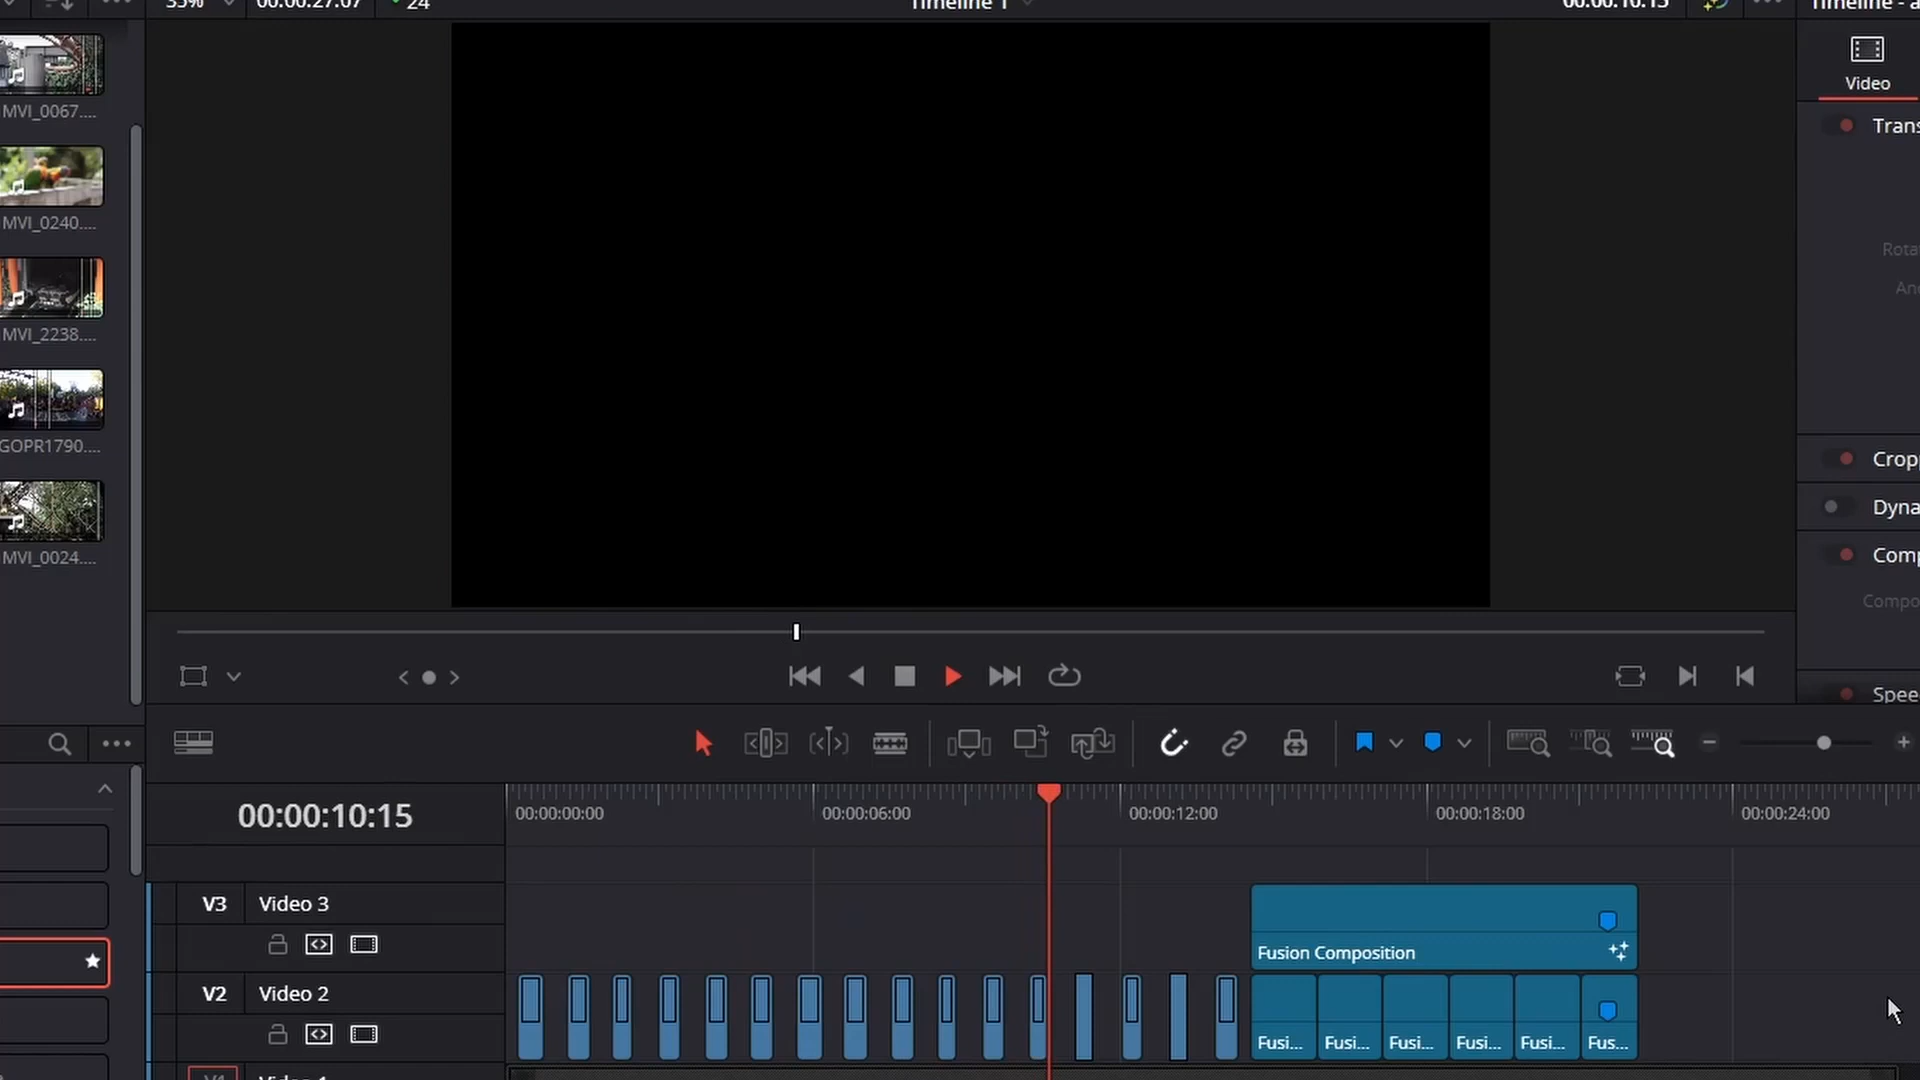 35%
00:00:27:07
24
Timeline 1
00:00:10:15
MVI_0067....
MVI_0240....
MVI_2238....
GOPR1790....
MVI_0024....
Timeline - a
Video
Trans
Rota
Anc
Crop
Dyna
Comp
Compo
Spee
00:00:10:15
00:00:00:00
00:00:06:00
00:00:12:00
00:00:18:00
00:00:24:00
V3 Video 3
Fusion Composition
V2 Video 2
Fusi...
Fusi...
Fusi...
Fusi...
Fusi...
Fus...
V1 Video 1